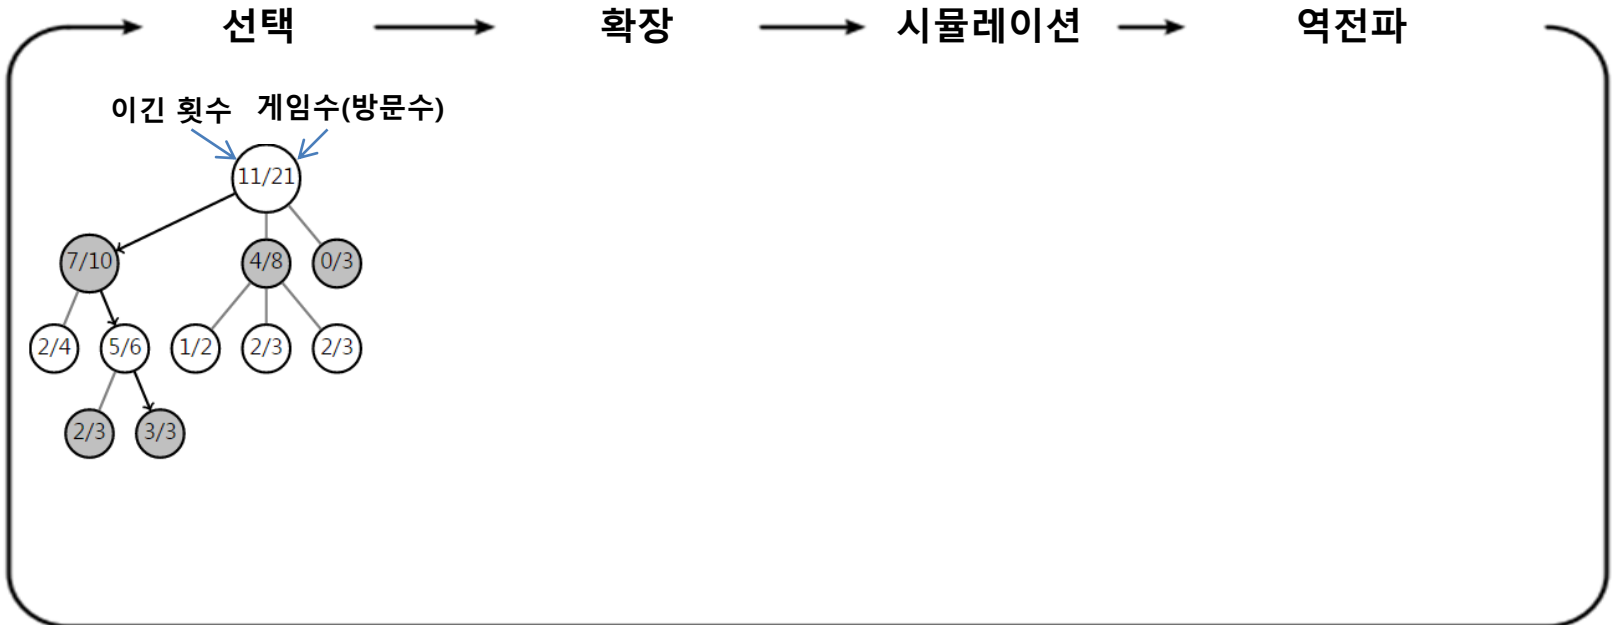 선택 확장 시뮬레이션 역전파
이긴 횟수 게임수(방문수)
11/21
7/10 4/8 0/3
2/4 5/6 1/2 2/3 2/3
2/3 3/3